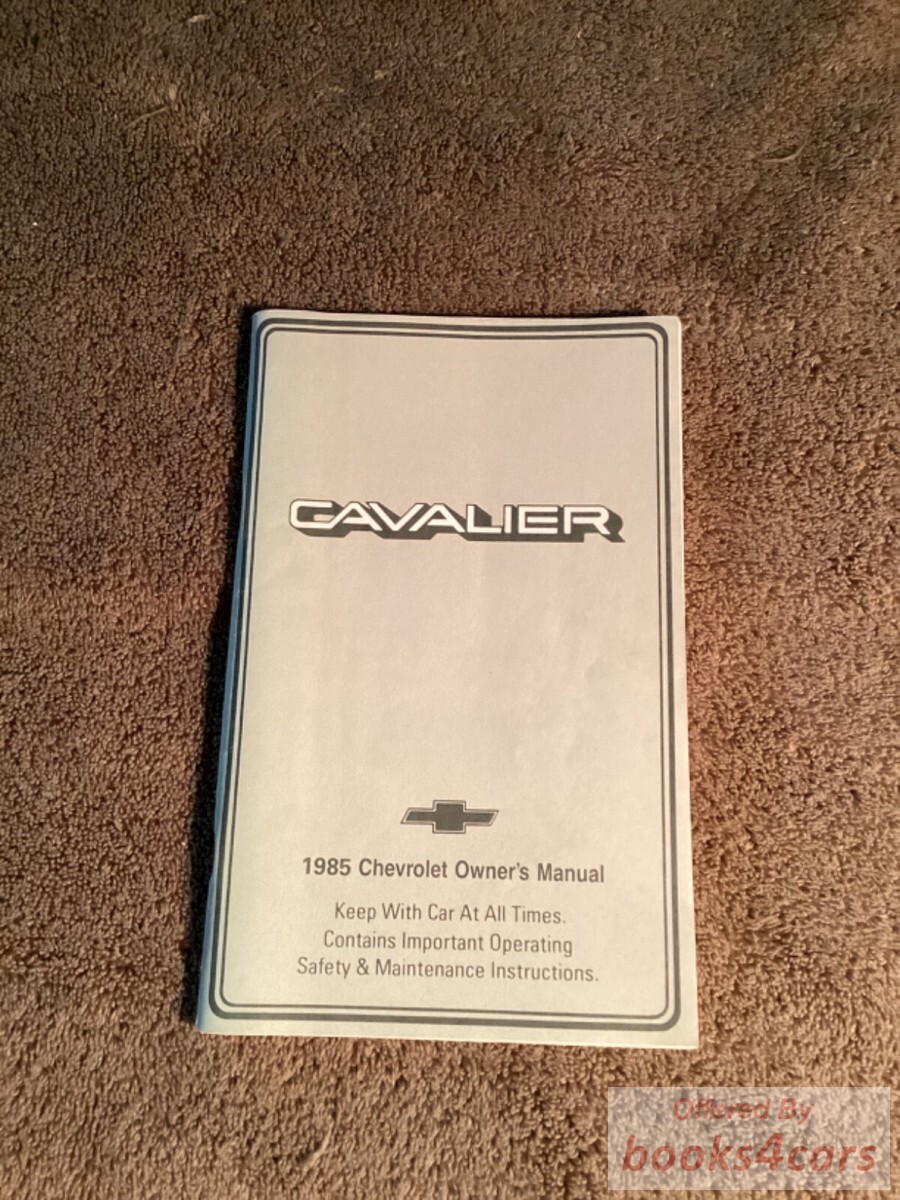 CAVALIER
1985 Chevrolet Owner's Manual
Keep With Car At All Times.
Contains Important Operating
Safety & Maintenance Instructions.
Offered By
books4cars